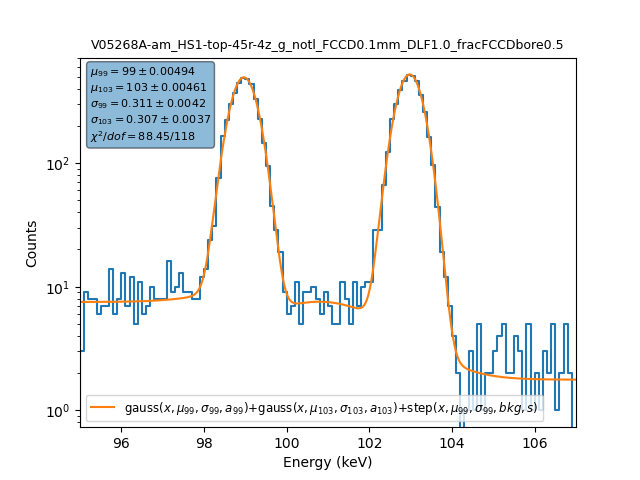 V05268A-am_HS1-top-45r-4z_g_notl_FCCD0.1mm_DLF1.0_fracFCCDbore0.5
μ₉₉ = 99 ± 0.00494
μ₁₀₃ = 103 ± 0.00461
σ₉₉ = 0.311 ± 0.0042
σ₁₀₃ = 0.307 ± 0.0037
χ²/dof = 88.45/118
Counts
10²
10¹
10⁰
gauss(x, μ₉₉, σ₉₉, a₉₉)+gauss(x, μ₁₀₃, σ₁₀₃, a₁₀₃)+step(x, μ₉₉, σ₉₉, bkg, s)
96 98 100 102 104 106
Energy (keV)